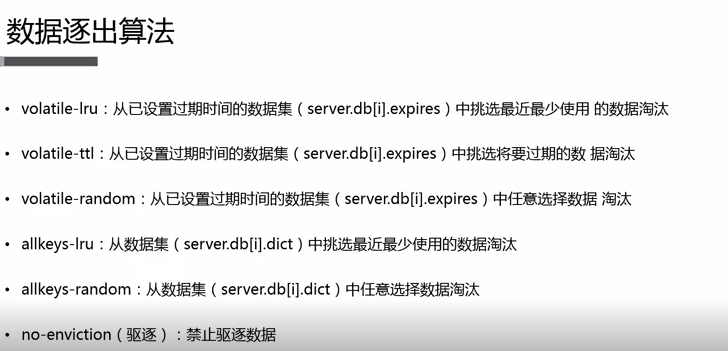 数据逐出算法
• volatile-lru：从已设置过期时间的数据集（server.db[i].expires）中挑选最近最少使用 的数据淘汰
• volatile-ttl：从已设置过期时间的数据集（server.db[i].expires）中挑选将要过期的数 据淘汰
• volatile-random：从已设置过期时间的数据集（server.db[i].expires）中任意选择数据 淘汰
• allkeys-lru：从数据集（server.db[i].dict）中挑选最近最少使用的数据淘汰
• allkeys-random：从数据集（server.db[i].dict）中任意选择数据淘汰
• no-enviction（驱逐）：禁止驱逐数据